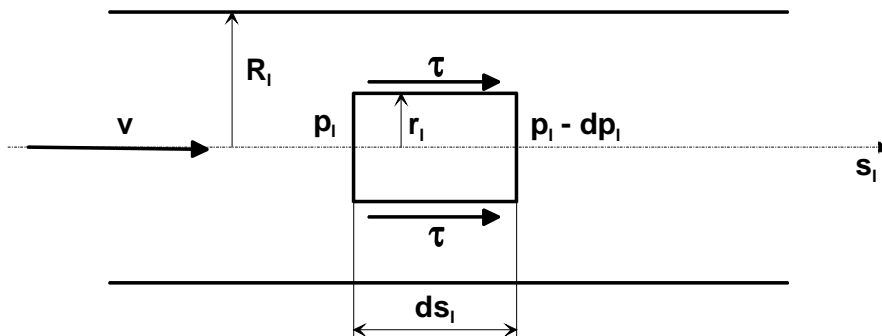 τ
R_l
p_l
r_l
p_l - dp_l
v
s_l
τ
ds_l